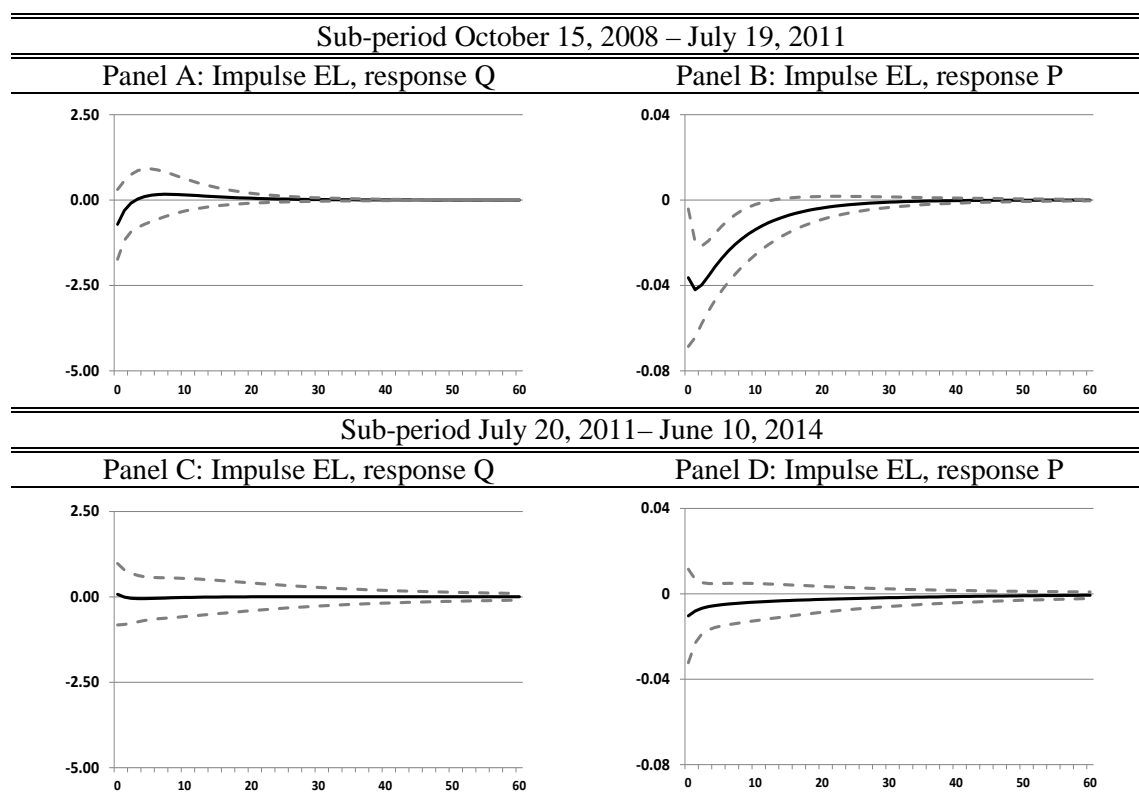 Sub-period October 15, 2008 – July 19, 2011
Panel A: Impulse EL, response Q
Panel B: Impulse EL, response P
2.50
0.00
-2.50
-5.00
0 10 20 30 40 50 60
0.04
0
-0.04
-0.08
0 10 20 30 40 50 60
Sub-period July 20, 2011– June 10, 2014
Panel C: Impulse EL, response Q
Panel D: Impulse EL, response P
2.50
0.00
-2.50
-5.00
0 10 20 30 40 50 60
0.04
0
-0.04
-0.08
0 10 20 30 40 50 60